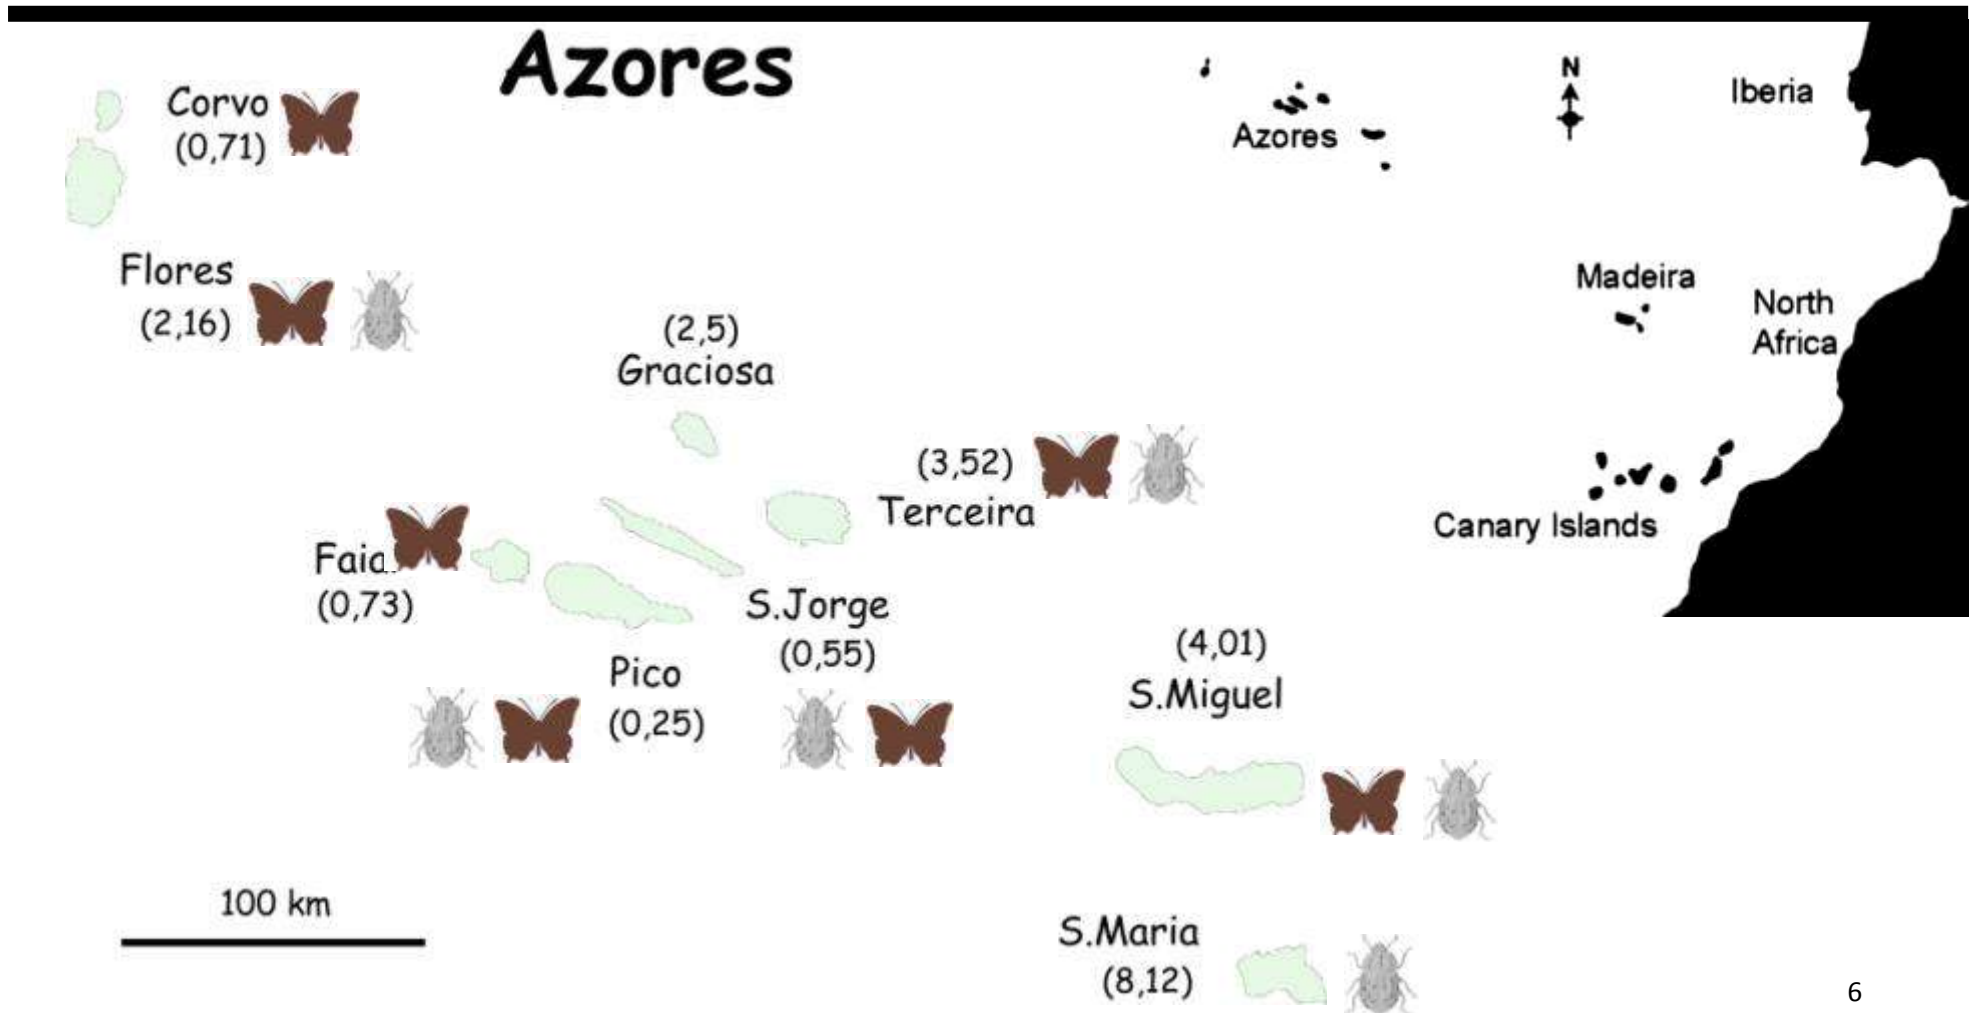 Azores
Corvo
(0,71)
Flores
(2,16)
(2,5)
Graciosa
(3,52)
Terceira
Faia
(0,73)
S.Jorge
(0,55)
Pico
(0,25)
(4,01)
S.Miguel
100 km
S.Maria
(8,12)
N
Iberia
Azores
Madeira
North
Africa
Canary Islands
6